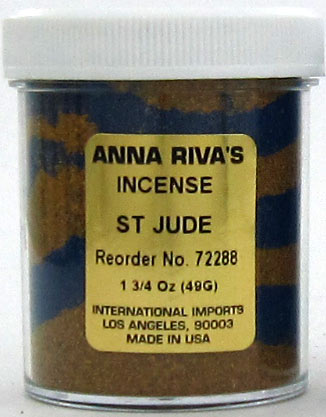 ANNA RIVA'S
INCENSE
ST JUDE
Reorder No. 72288
1 3/4 Oz (49G)
INTERNATIONAL IMPORTS
LOS ANGELES, 90003
MADE IN USA